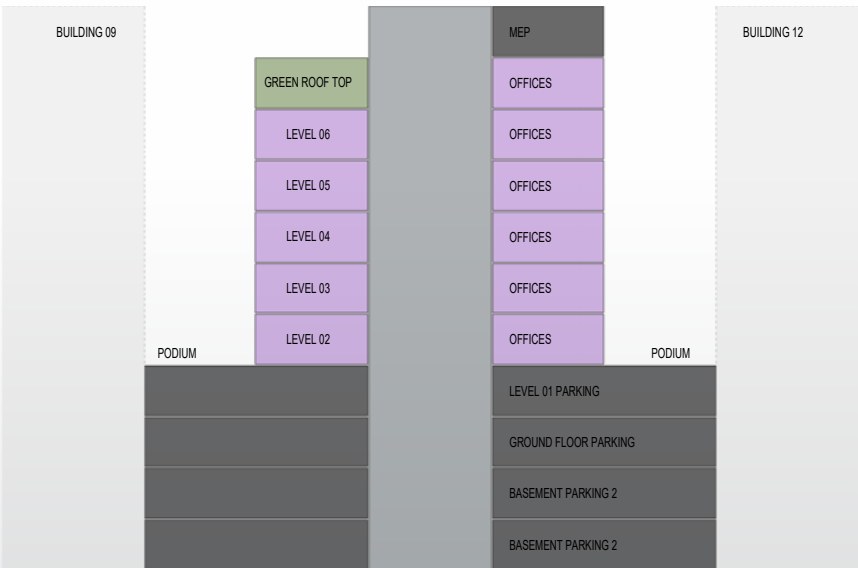 BUILDING 09
MEP
BUILDING 12
GREEN ROOF TOP
OFFICES
LEVEL 06
OFFICES
LEVEL 05
OFFICES
LEVEL 04
OFFICES
LEVEL 03
OFFICES
LEVEL 02
OFFICES
PODIUM
PODIUM
LEVEL 01 PARKING
GROUND FLOOR PARKING
BASEMENT PARKING 2
BASEMENT PARKING 2